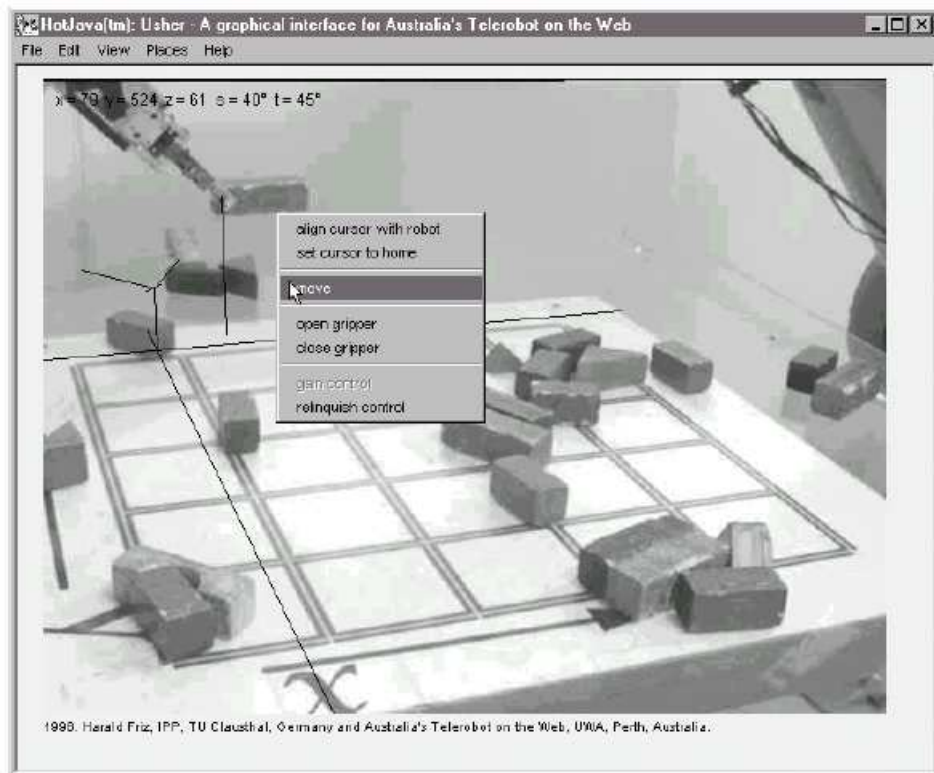 HotJava(tm): Usher - A graphical interface for Australia's Telerobot on the Web
File Edit View Places Help
x = 79 y = 524 z = 61 s = 40° t = 45°
align cursor with robot
set cursor to home
move
open gripper
close gripper
gain control
relinquish control
x
1998. Harald Friz, IPP, TU Clausthal, Germany and Australia's Telerobot on the Web, UWA, Perth, Australia.